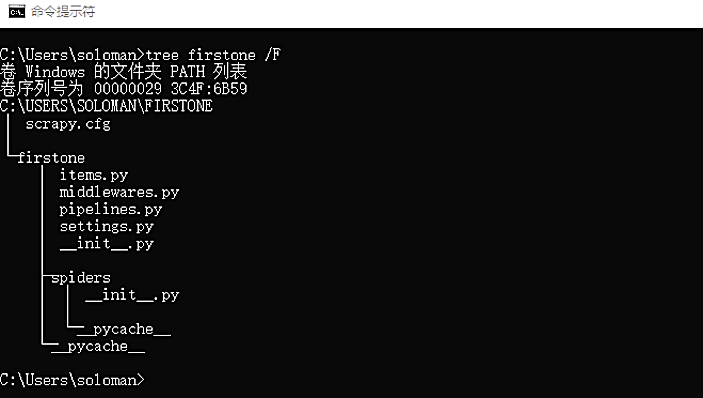 命令提示符
C:\Users\soloman>tree firstone /F
卷 Windows 的文件夹 PATH 列表
卷序列号为 00000029 3C4F:6B59
C:\USERS\SOLOMAN\FIRSTONE
scrapy.cfg
firstone
items.py
middlewares.py
pipelines.py
settings.py
__init__.py
spiders
__init__.py
__pycache__
__pycache__
C:\Users\soloman>